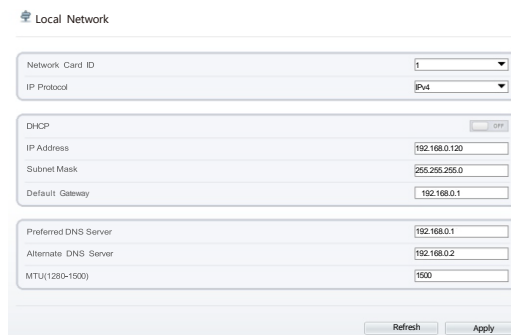 Local Network
Network Card ID 1
IP Protocol IPv4
DHCP OFF
IP Address 192.168.0.120
Subnet Mask 255.255.255.0
Default Gateway 192.168.0.1
Preferred DNS Server 192.168.0.1
Alternate DNS Server 192.168.0.2
MTU(1280-1500) 1500
Refresh Apply